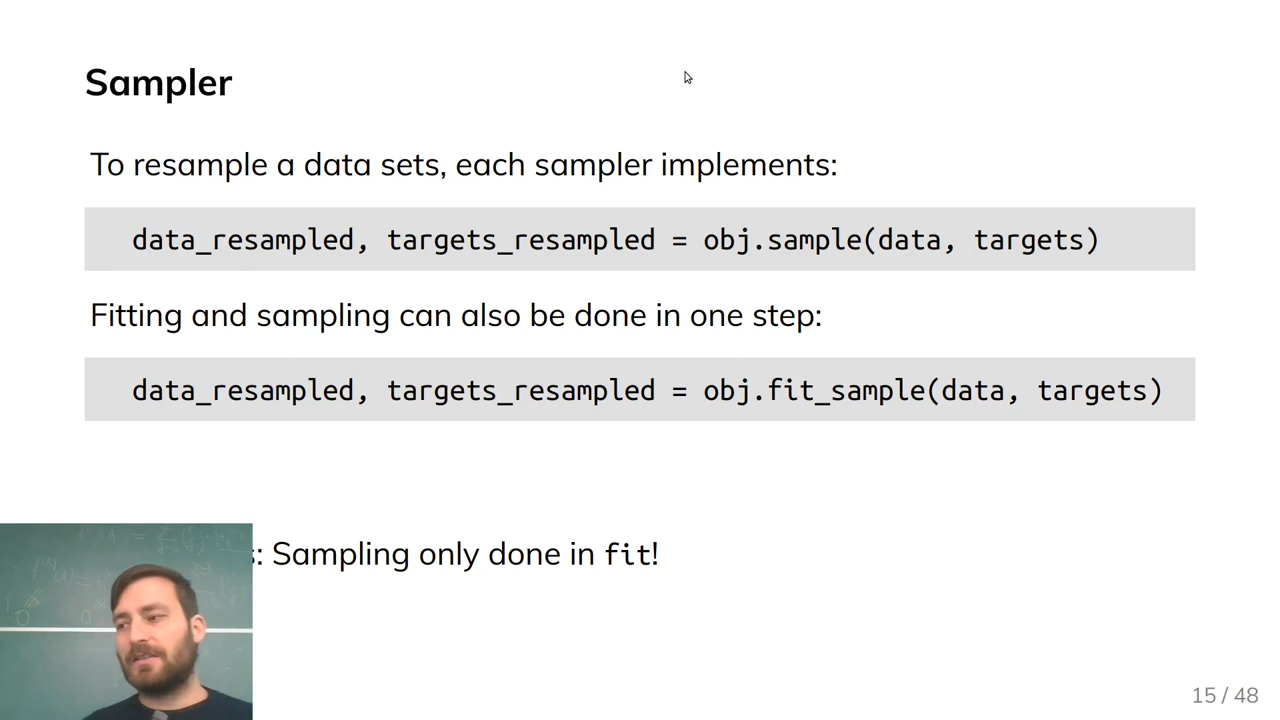 Sampler
To resample a data sets, each sampler implements:
data_resampled, targets_resampled = obj.sample(data, targets)
Fitting and sampling can also be done in one step:
data_resampled, targets_resampled = obj.fit_sample(data, targets)
: Sampling only done in fit!
15 / 48